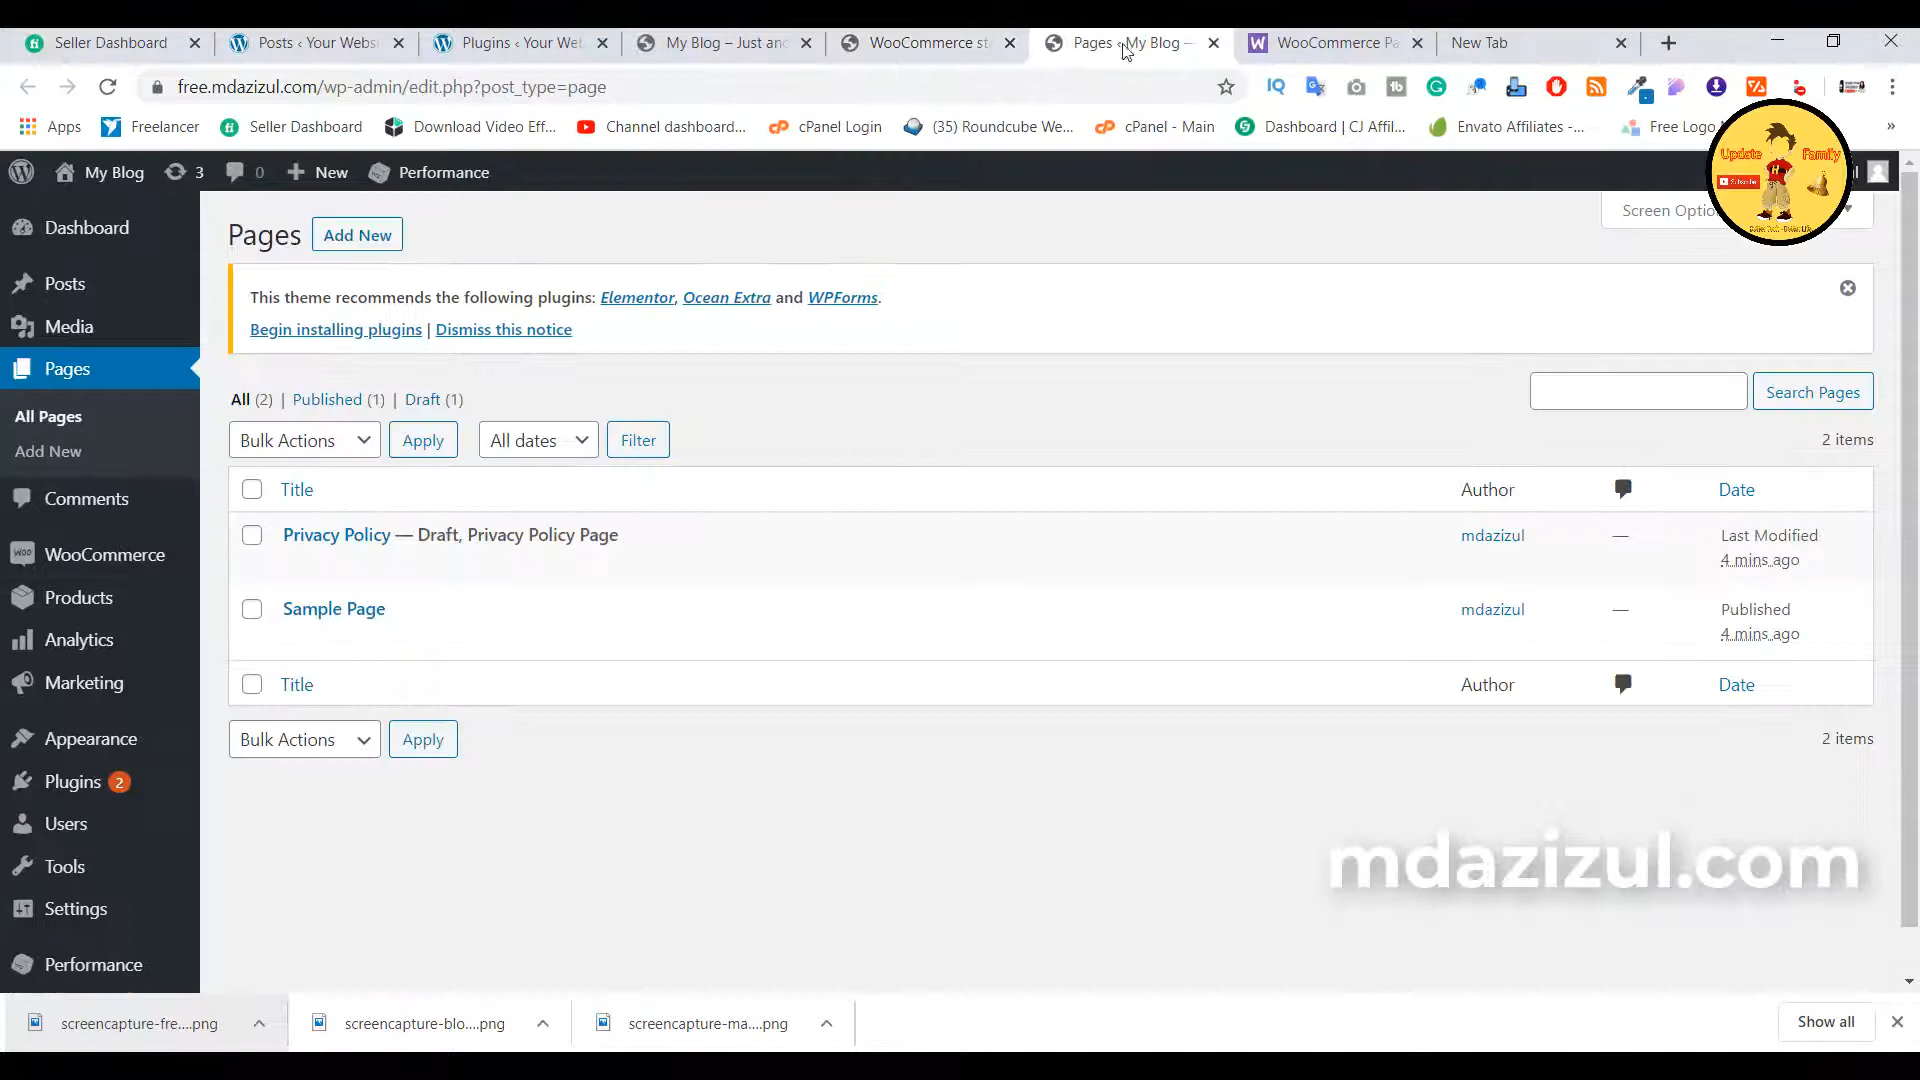 Seller Dashboard
Posts ‹ Your Websi
Plugins ‹ Your Wet
My Blog – Just and
WooCommerce st
Pages ‹ My Blog —
WooCommerce Pa
New Tab
free.mdazizul.com/wp-admin/edit.php?post_type=page
Apps
Freelancer
Seller Dashboard
Download Video Eff...
Channel dashboard...
cPanel Login
(35) Roundcube We...
cPanel - Main
Dashboard | CJ Affil...
Envato Affiliates -...
Free Logo
Update Family
Subscribe
My Blog
3
0
New
Performance
Screen Optio
Dashboard
Posts
Media
Pages
All Pages
Add New
Comments
WooCommerce
Products
Analytics
Marketing
Appearance
Plugins 2
Users
Tools
Settings
Performance
Pages
Add New
This theme recommends the following plugins: Elementor, Ocean Extra and WPForms.
Begin installing plugins | Dismiss this notice
All (2) | Published (1) | Draft (1)
Search Pages
Bulk Actions
Apply
All dates
Filter
2 items
Title
Author
Date
Privacy Policy — Draft, Privacy Policy Page
mdazizul
—
Last Modified
4 mins ago
Sample Page
mdazizul
—
Published
4 mins ago
Title
Author
Date
Bulk Actions
Apply
2 items
mdazizul.com
screencapture-fre....png
screencapture-blo....png
screencapture-ma....png
Show all